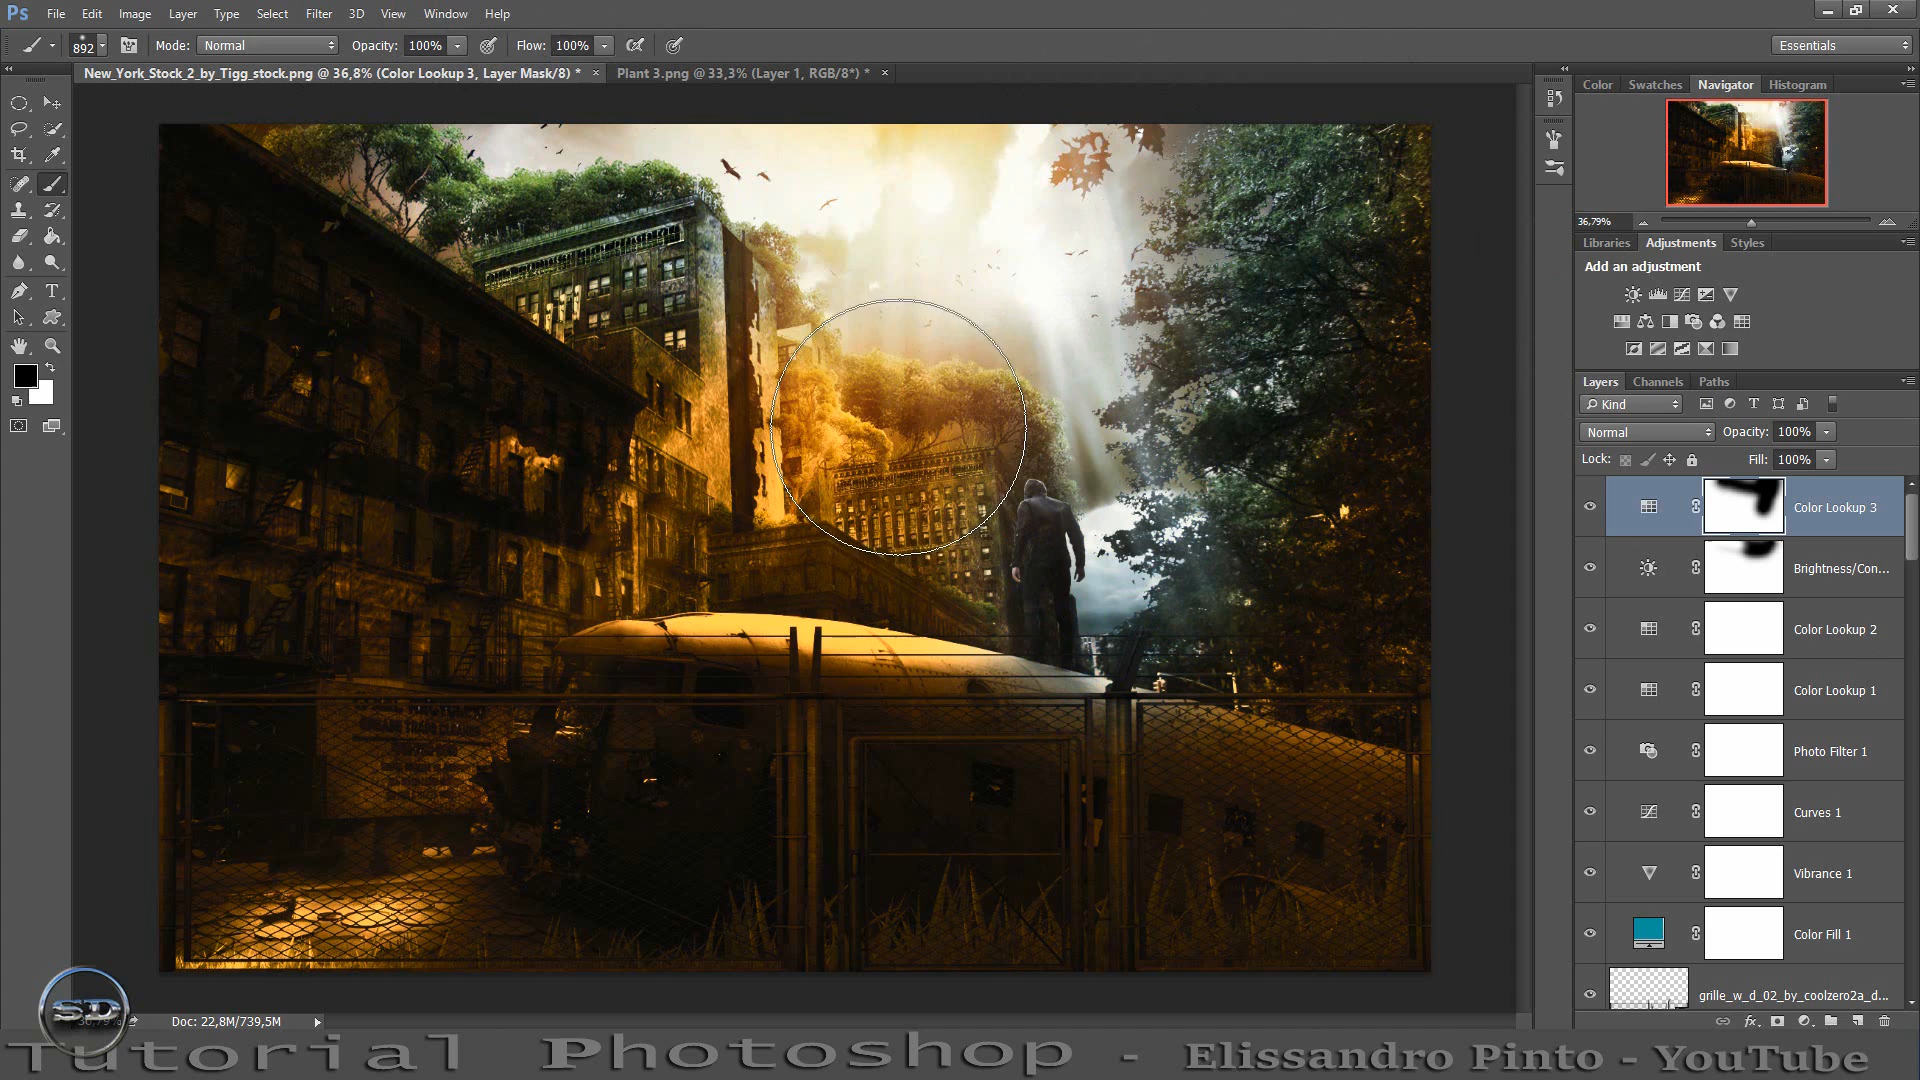 Ps File Edit Image Layer Type Select Filter 3D View Window Help
892 Mode: Normal Opacity: 100% Flow: 100% Essentials
New_York_Stock_2_by_Tigg_stock.png @ 36,8% (Color Lookup 3, Layer Mask/8) * × Plant 3.png @ 33,3% (Layer 1, RGB/8*) * ×
Color Swatches Navigator Histogram
36,79%
Libraries Adjustments Styles
Add an adjustment
Layers Channels Paths
Kind
Normal Opacity: 100%
Lock: Fill: 100%
Color Lookup 3
Brightness/Con...
Color Lookup 2
Color Lookup 1
Photo Filter 1
Curves 1
Vibrance 1
Color Fill 1
grille_w_d_02_by_coolzero2a_d...
fx
SD
36,79% Doc: 22,8M/739,5M
Tutorial Photoshop - Elissandro Pinto - YouTube